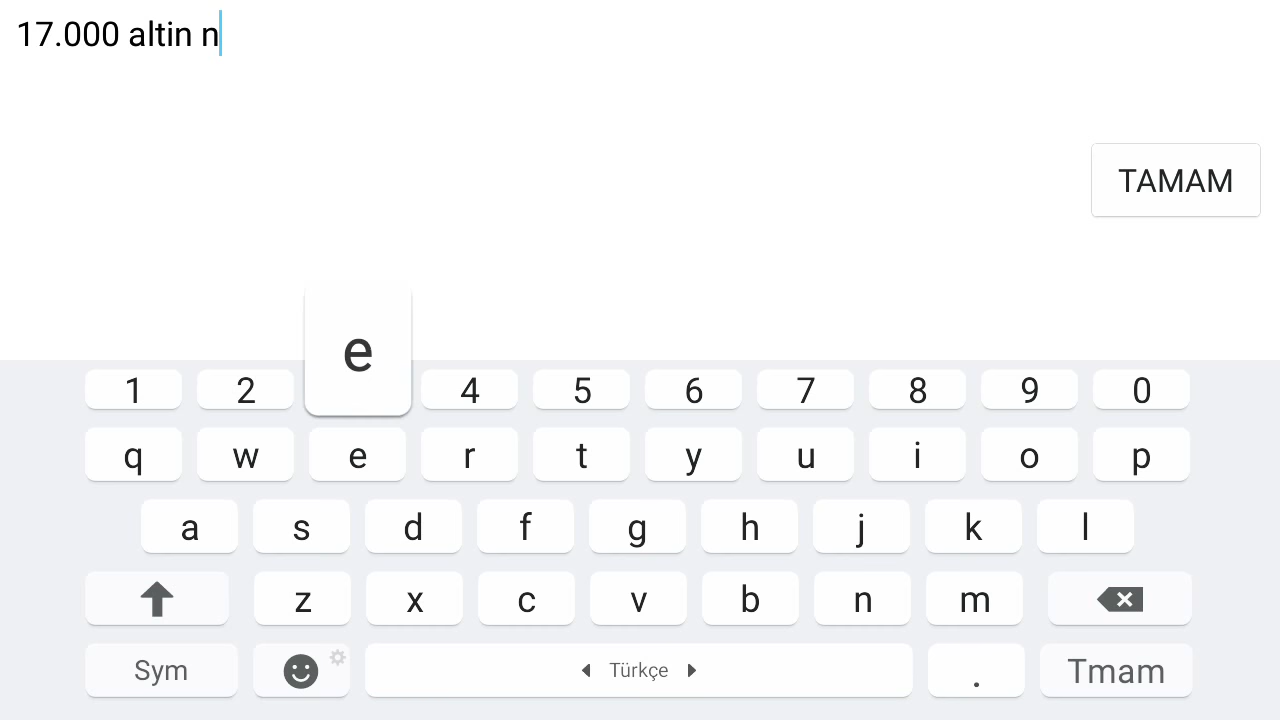 17.000 altin n
TAMAM
e
1 2 4 5 6 7 8 9 0
q w e r t y u i o p
a s d f g h j k l
z x c v b n m
Sym Türkçe . Tmam